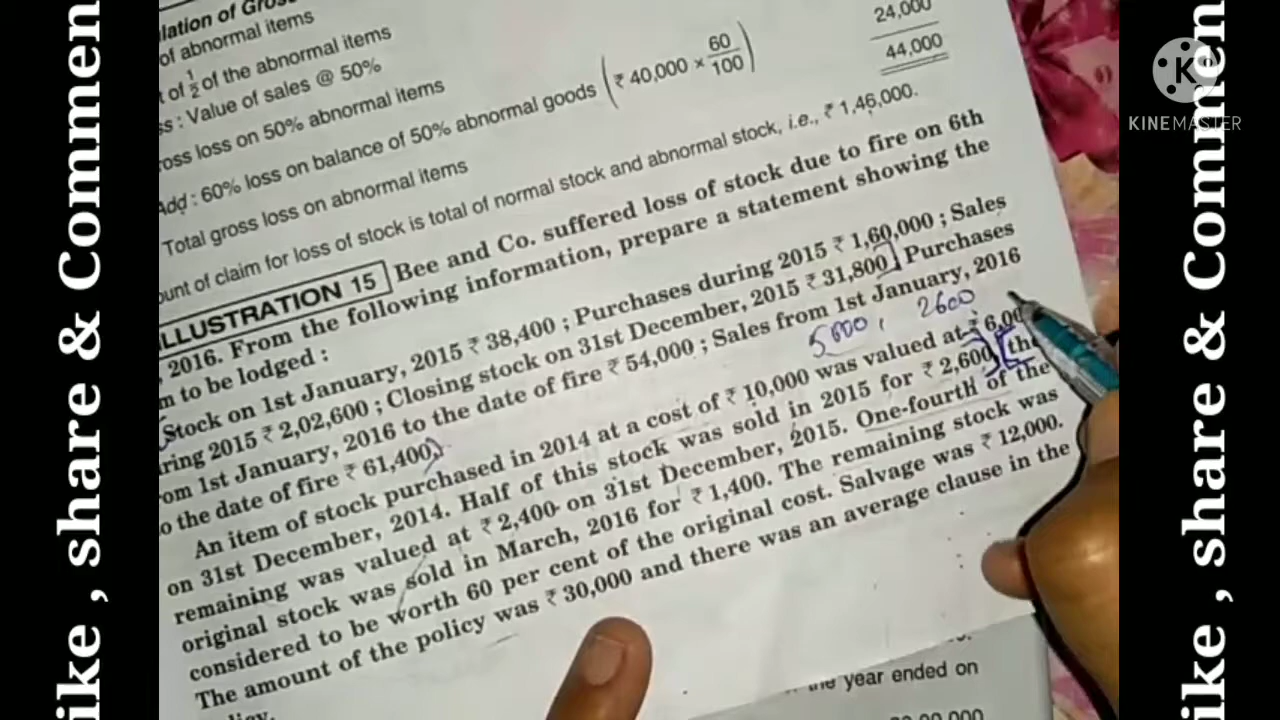 lation of Gros
of abnormal items
t of 1/2 of the abnormal items
ss : Value of sales @ 50%
ross loss on 50% abnormal items
Add : 60% loss on balance of 50% abnormal goods (₹ 40,000 × 60/100)
24,000
Total gross loss on abnormal items
44,000
ount of claim for loss of stock is total of normal stock and abnormal stock, i.e., ₹ 1,46,000.
LLUSTRATION 15 Bee and Co. suffered loss of stock due to fire on 6th
, 2016. From the following information, prepare a statement showing the
m to be lodged :
Stock on 1st January, 2015 ₹ 38,400 ; Purchases during 2015 ₹ 1,60,000 ; Sales
ring 2015 ₹ 2,02,600 ; Closing stock on 31st December, 2015 ₹ 31,800 Purchases
om 1st January, 2016 to the date of fire ₹ 54,000 ; Sales from 1st January, 2016
o the date of fire ₹ 61,400
5000, 2600
An item of stock purchased in 2014 at a cost of ₹ 10,000 was valued at ₹ 6,00
on 31st December, 2014. Half of this stock was sold in 2015 for ₹ 2,600, the
remaining was valued at ₹ 2,400 on 31st December, 2015. One-fourth of the
original stock was sold in March, 2016 for ₹ 1,400. The remaining stock was
considered to be worth 60 per cent of the original cost. Salvage was ₹ 12,000.
The amount of the policy was ₹ 30,000 and there was an average clause in the
the year ended on
ike , share & Commen
ike , share & Commen
K
KINEMASTER